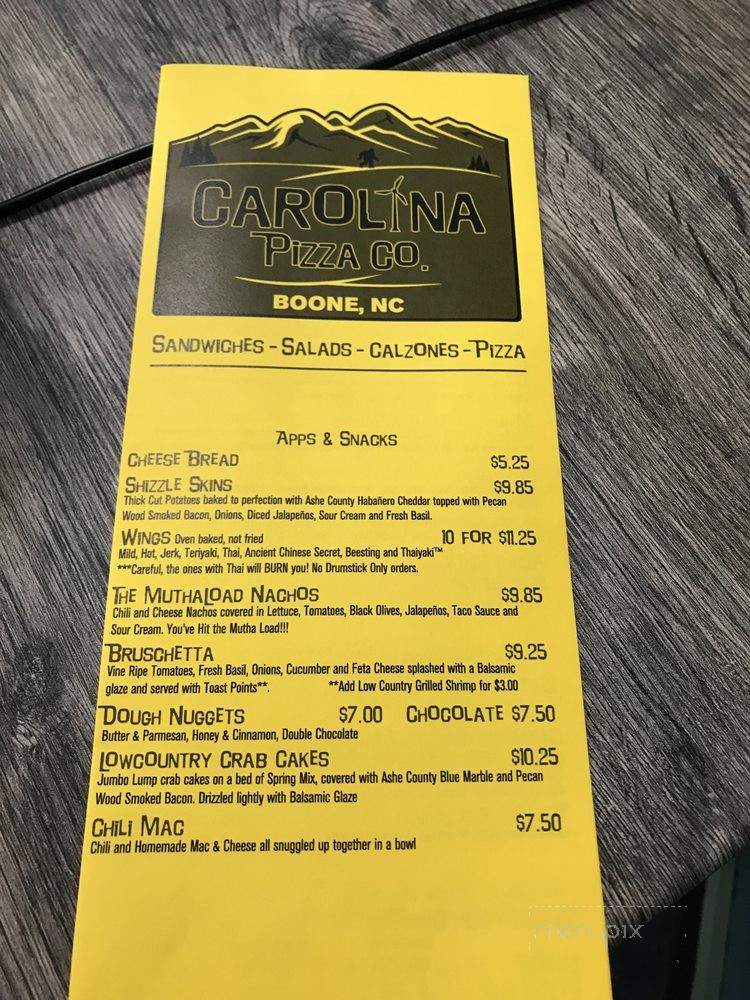 CAROLINA
PIZZA CO.
BOONE, NC
SANDWICHES - SALADS - CALZONES - PIZZA
APPS & SNACKS
CHEESE BREAD $5.25
SHIZZLE SKINS $9.85
Thick Cut Potatoes baked to perfection with Ashe County Habañero Cheddar topped with Pecan
Wood Smoked Bacon, Onions, Diced Jalapeños, Sour Cream and Fresh Basil.
WINGS Oven baked, not fried 10 FOR $11.25
Mild, Hot, Jerk, Teriyaki, Thai, Ancient Chinese Secret, Beesting and Thaiyaki™
***Careful, the ones with Thai will BURN you! No Drumstick Only orders.
THE MUTHALOAD NACHOS $9.85
Chili and Cheese Nachos covered in Lettuce, Tomatoes, Black Olives, Jalapeños, Taco Sauce and
Sour Cream. You've Hit the Mutha Load!!!
BRUSCHETTA $9.25
Vine Ripe Tomatoes, Fresh Basil, Onions, Cucumber and Feta Cheese splashed with a Balsamic
glaze and served with Toast Points**. **Add Low Country Grilled Shrimp for $3.00
DOUGH NUGGETS $7.00 CHOCOLATE $7.50
Butter & Parmesan, Honey & Cinnamon, Double Chocolate
LOWCOUNTRY CRAB CAKES $10.25
Jumbo Lump crab cakes on a bed of Spring Mix, covered with Ashe County Blue Marble and Pecan
Wood Smoked Bacon. Drizzled lightly with Balsamic Glaze
CHILI MAC $7.50
Chili and Homemade Mac & Cheese all snuggled up together in a bowl
menupix